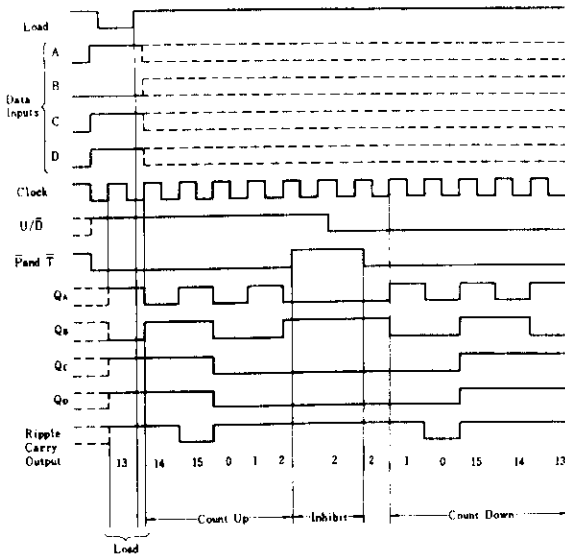 Load
A
B
Data
Inputs
C
D
Clock
U/D̅
P̅and T̅
QA
QB
QC
QD
Ripple
Carry
Output
13 14 15 0 1 2 2 2 1 0 15 14 13
Count Up Inhibit Count Down
Load